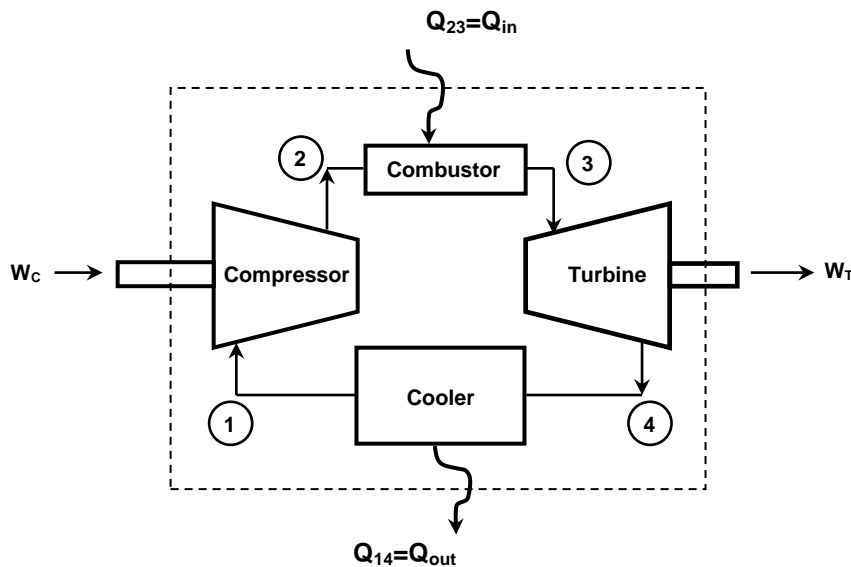 Q23=Qin
2
Combustor
3
WC
Compressor
Turbine
WT
1
Cooler
4
Q14=Qout